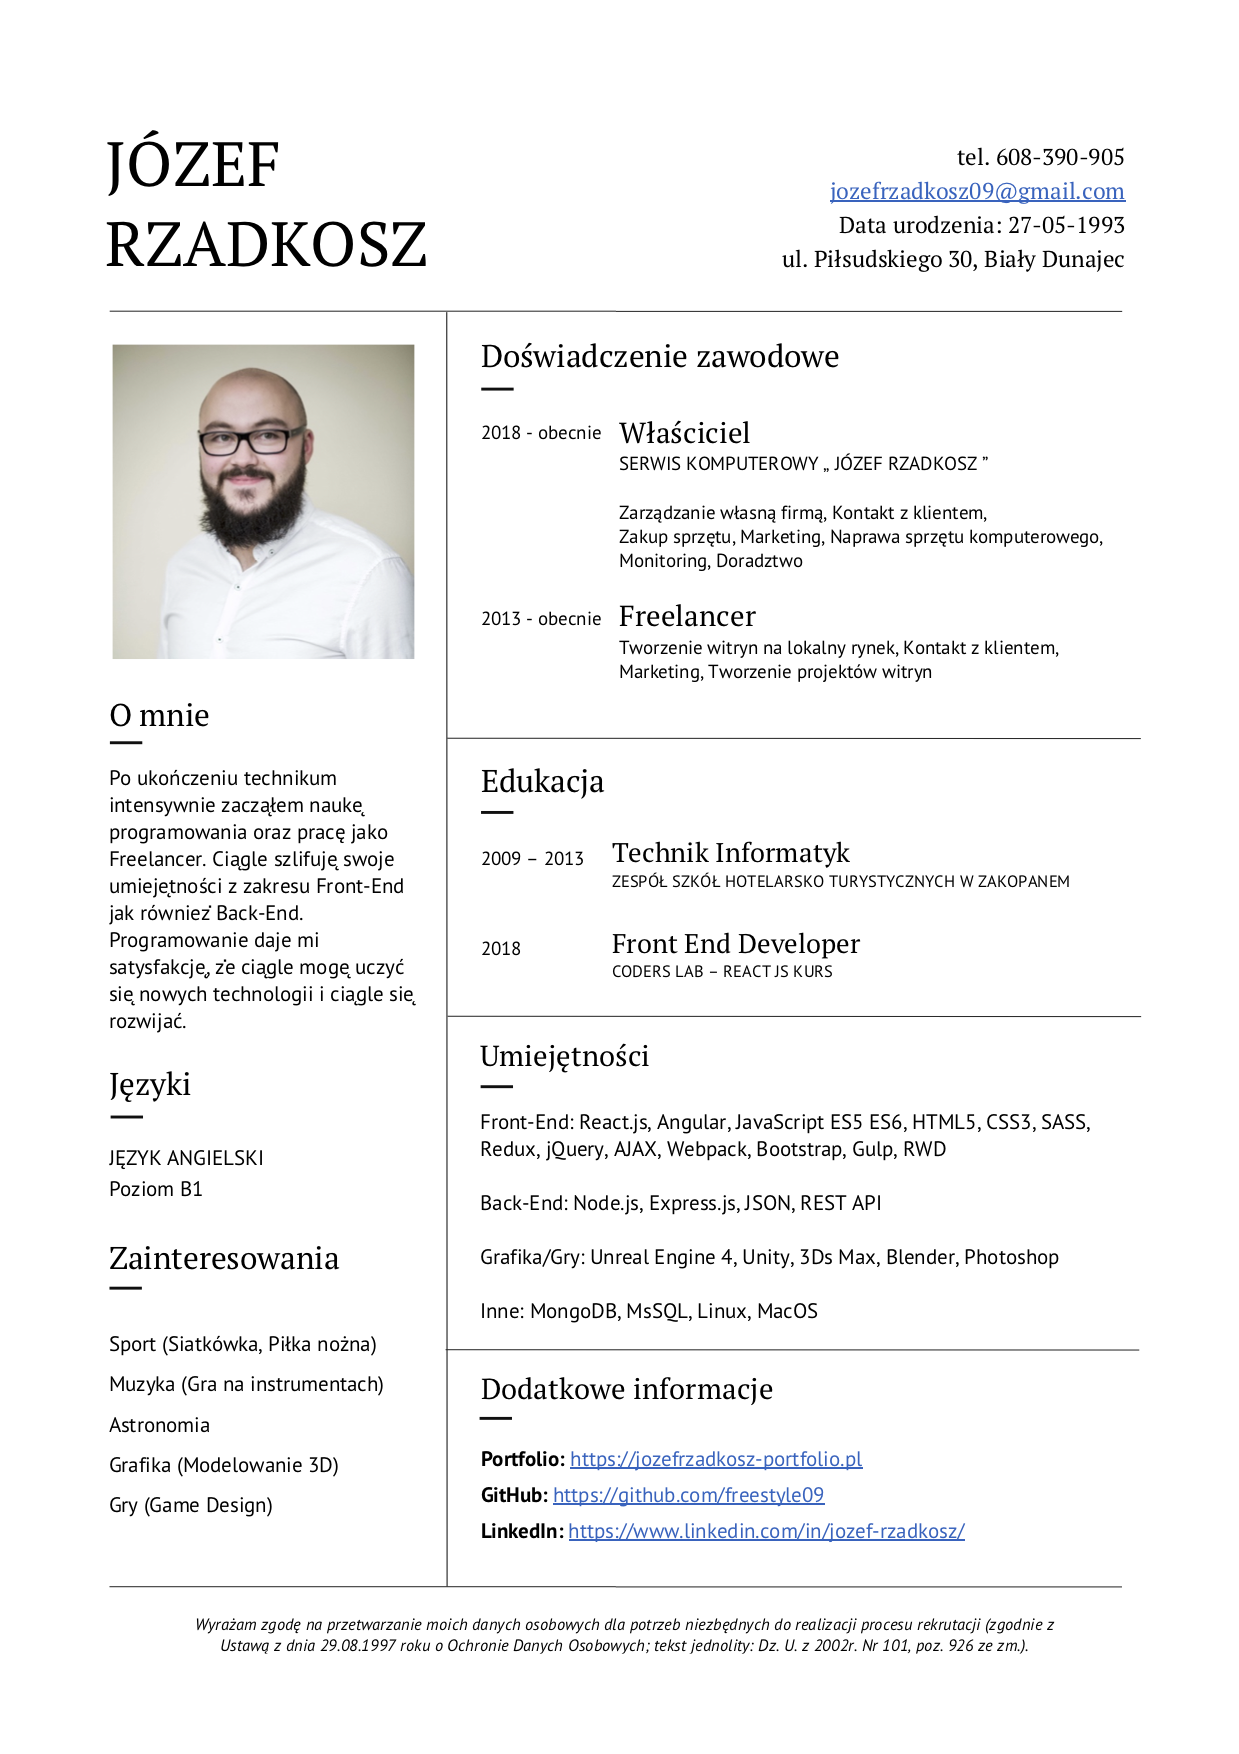 JÓZEF
RZADKOSZ
tel. 608-390-905
jozefrzadkosz09@gmail.com
Data urodzenia: 27-05-1993
ul. Piłsudskiego 30, Biały Dunajec
O mnie
Po ukończeniu technikum
intensywnie zacząłem naukę
programowania oraz pracę jako
Freelancer. Ciągle szlifuję swoje
umiejętności z zakresu Front-End
jak również Back-End.
Programowanie daje mi
satysfakcję, że ciągle mogę uczyć
się nowych technologii i ciągle się
rozwijać.
Języki
JĘZYK ANGIELSKI
Poziom B1
Zainteresowania
Sport (Siatkówka, Piłka nożna)
Muzyka (Gra na instrumentach)
Astronomia
Grafika (Modelowanie 3D)
Gry (Game Design)
Doświadczenie zawodowe
2018 - obecnie Właściciel
SERWIS KOMPUTEROWY „ JÓZEF RZADKOSZ ”
Zarządzanie własną firmą, Kontakt z klientem,
Zakup sprzętu, Marketing, Naprawa sprzętu komputerowego,
Monitoring, Doradztwo
2013 - obecnie Freelancer
Tworzenie witryn na lokalny rynek, Kontakt z klientem,
Marketing, Tworzenie projektów witryn
Edukacja
2009 – 2013 Technik Informatyk
ZESPÓŁ SZKÓŁ HOTELARSKO TURYSTYCZNYCH W ZAKOPANEM
2018 Front End Developer
CODERS LAB – REACT JS KURS
Umiejętności
Front-End: React.js, Angular, JavaScript ES5 ES6, HTML5, CSS3, SASS,
Redux, jQuery, AJAX, Webpack, Bootstrap, Gulp, RWD
Back-End: Node.js, Express.js, JSON, REST API
Grafika/Gry: Unreal Engine 4, Unity, 3Ds Max, Blender, Photoshop
Inne: MongoDB, MsSQL, Linux, MacOS
Dodatkowe informacje
Portfolio: https://jozefrzadkosz-portfolio.pl
GitHub: https://github.com/freestyle09
LinkedIn: https://www.linkedin.com/in/jozef-rzadkosz/
Wyrażam zgodę na przetwarzanie moich danych osobowych dla potrzeb niezbędnych do realizacji procesu rekrutacji (zgodnie z
Ustawą z dnia 29.08.1997 roku o Ochronie Danych Osobowych; tekst jednolity: Dz. U. z 2002r. Nr 101, poz. 926 ze zm.).